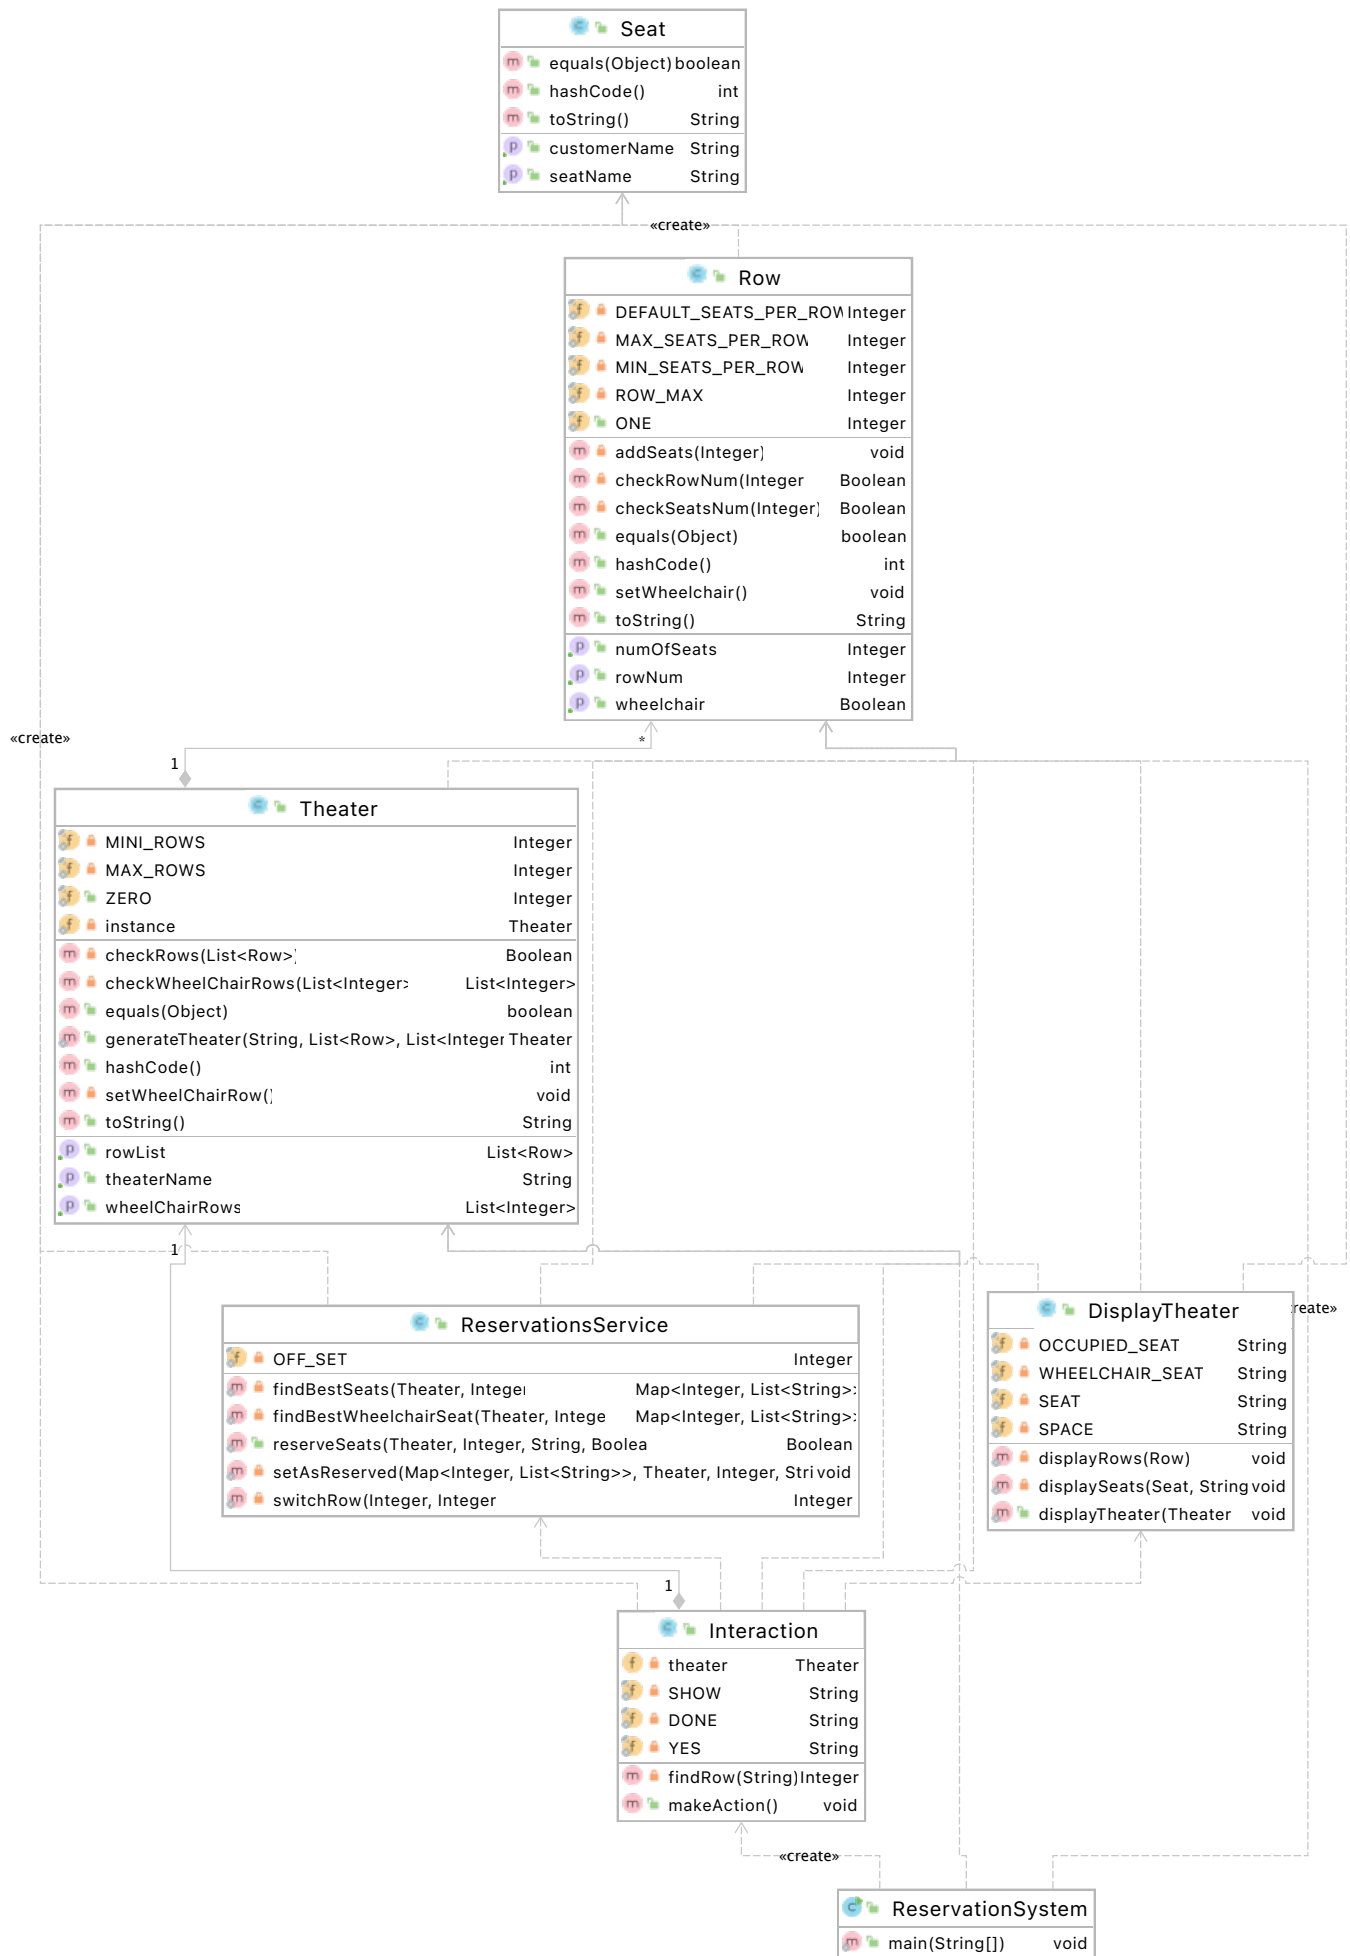 Seat
equals(Object) boolean
hashCode() int
toString() String
customerName String
seatName String
«create»
Row
DEFAULT_SEATS_PER_ROW Integer
MAX_SEATS_PER_ROW Integer
MIN_SEATS_PER_ROW Integer
ROW_MAX Integer
ONE Integer
addSeats(Integer) void
checkRowNum(Integer Boolean
checkSeatsNum(Integer) Boolean
equals(Object) boolean
hashCode() int
setWheelchair() void
toString() String
numOfSeats Integer
rowNum Integer
wheelchair Boolean
«create»
*
1
Theater
MINI_ROWS Integer
MAX_ROWS Integer
ZERO Integer
instance Theater
checkRows(List<Row>) Boolean
checkWheelChairRows(List<Integer> List<Integer>
equals(Object) boolean
generateTheater(String, List<Row>, List<Integer Theater
hashCode() int
setWheelChairRow() void
toString() String
rowList List<Row>
theaterName String
wheelChairRows List<Integer>
1
ReservationsService
OFF_SET Integer
findBestSeats(Theater, Integer Map<Integer, List<String>>
findBestWheelchairSeat(Theater, Intege Map<Integer, List<String>>
reserveSeats(Theater, Integer, String, Boolea Boolean
setAsReserved(Map<Integer, List<String>>, Theater, Integer, Stri void
switchRow(Integer, Integer Integer
DisplayTheater
reate»
OCCUPIED_SEAT String
WHEELCHAIR_SEAT String
SEAT String
SPACE String
displayRows(Row) void
displaySeats(Seat, String void
displayTheater(Theater void
1
Interaction
theater Theater
SHOW String
DONE String
YES String
findRow(String) Integer
makeAction() void
«create»
ReservationSystem
main(String[]) void